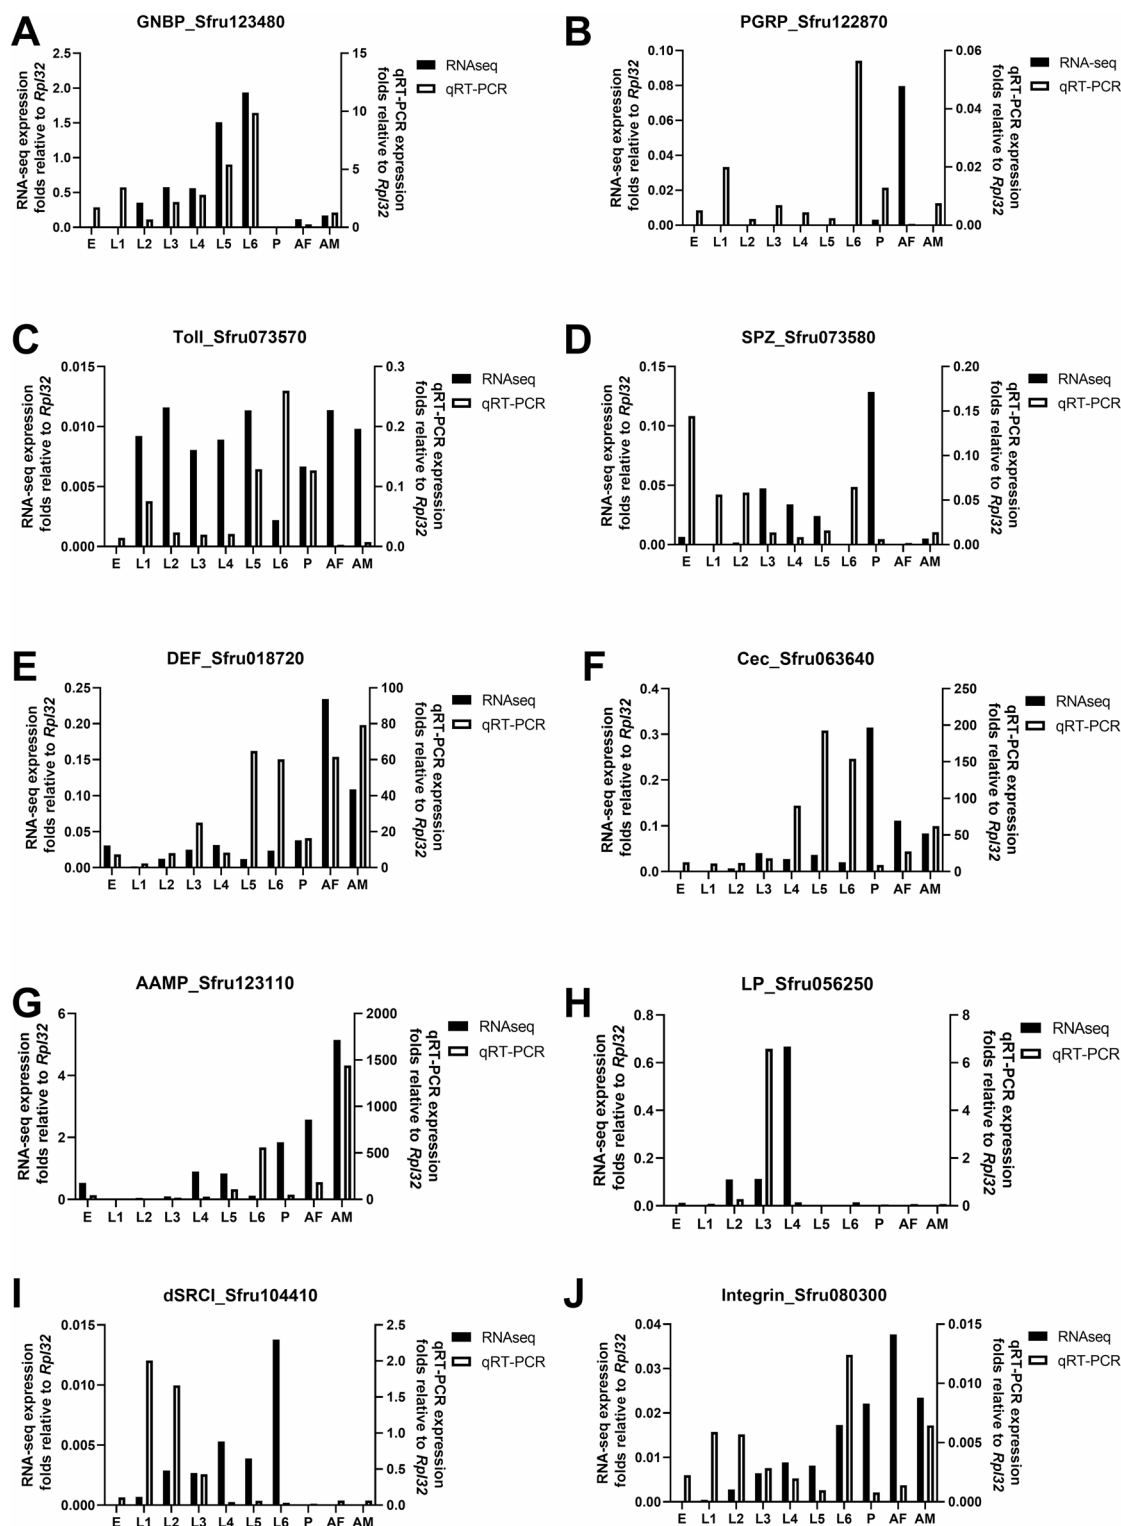 A
GNBP_Sfru123480
RNA-seq expression
folds relative to Rpl32
2.5
2.0
1.5
1.0
0.5
0.0
15
10
5
0
qRT-PCR expression
folds relative to Rpl32
RNAseq
qRT-PCR
E L1 L2 L3 L4 L5 L6 P AF AM
B
PGRP_Sfru122870
RNA-seq expression
folds relative to Rpl32
0.10
0.08
0.06
0.04
0.02
0.00
0.06
0.04
0.02
0.00
qRT-PCR expression
folds relative to Rpl32
RNA-seq
qRT-PCR
E L1 L2 L3 L4 L5 L6 P AF AM
C
Toll_Sfru073570
RNA-seq expression
folds relative to Rpl32
0.015
0.010
0.005
0.000
0.3
0.2
0.1
0.0
qRT-PCR expression
folds relative to Rpl32
RNAseq
qRT-PCR
E L1 L2 L3 L4 L5 L6 P AF AM
D
SPZ_Sfru073580
RNA-seq expression
folds relative to Rpl32
0.15
0.10
0.05
0.00
0.20
0.15
0.10
0.05
0.00
qRT-PCR expression
folds relative to Rpl32
RNAseq
qRT-PCR
E L1 L2 L3 L4 L5 L6 P AF AM
E
DEF_Sfru018720
RNA-seq expression
folds relative to Rpl32
0.25
0.20
0.15
0.10
0.05
0.00
100
80
60
40
20
0
qRT-PCR expression
folds relative to Rpl32
RNAseq
qRT-PCR
E L1 L2 L3 L4 L5 L6 P AF AM
F
Cec_Sfru063640
RNA-seq expression
folds relative to Rpl32
0.4
0.3
0.2
0.1
0.0
250
200
150
100
50
0
qRT-PCR expression
folds relative to Rpl32
RNAseq
qRT-PCR
E L1 L2 L3 L4 L5 L6 P AF AM
G
AAMP_Sfru123110
RNA-seq expression
folds relative to Rpl32
6
4
2
0
2000
1500
1000
500
0
qRT-PCR expression
folds relative to Rpl32
RNAseq
qRT-PCR
E L1 L2 L3 L4 L5 L6 P AF AM
H
LP_Sfru056250
RNA-seq expression
folds relative to Rpl32
0.8
0.6
0.4
0.2
0.0
8
6
4
2
0
qRT-PCR expression
folds relative to Rpl32
RNAseq
qRT-PCR
E L1 L2 L3 L4 L5 L6 P AF AM
I
dSRCI_Sfru104410
RNA-seq expression
folds relative to Rpl32
0.015
0.010
0.005
0.000
2.5
2.0
1.5
1.0
0.5
0.0
qRT-PCR expression
folds relative to Rpl32
RNAseq
qRT-PCR
E L1 L2 L3 L4 L5 L6 P AF AM
J
Integrin_Sfru080300
RNA-seq expression
folds relative to Rpl32
0.04
0.03
0.02
0.01
0.00
0.015
0.010
0.005
0.000
qRT-PCR expression
folds relative to Rpl32
RNAseq
qRT-PCR
E L1 L2 L3 L4 L5 L6 P AF AM